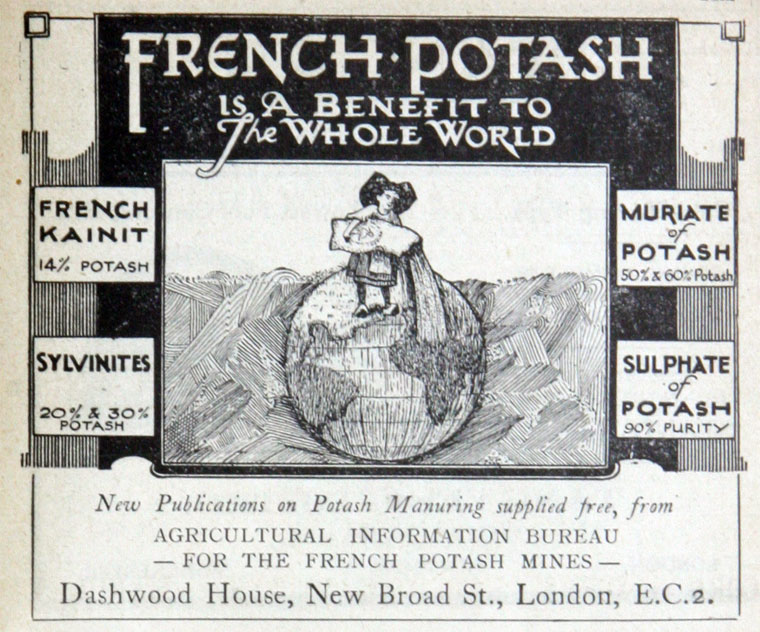 FRENCH·POTASH
IS A BENEFIT TO
The WHOLE WORLD
FRENCH
KAINIT
14% POTASH
SYLVINITES
20% & 30%
POTASH
MURIATE
of
POTASH
50% & 60% Potash
SULPHATE
of
POTASH
90% PURITY
New Publications on Potash Manuring supplied free, from
AGRICULTURAL INFORMATION BUREAU
— FOR THE FRENCH POTASH MINES —
Dashwood House, New Broad St., London, E.C.2.